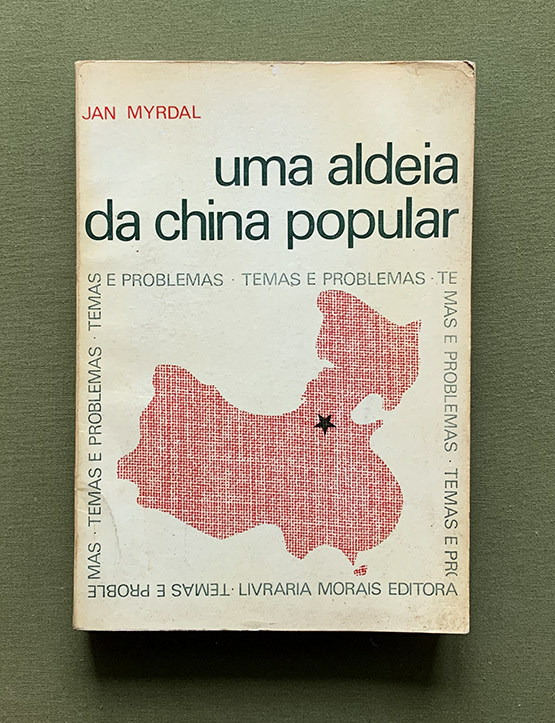 JAN MYRDAL
uma aldeia
da china popular
E PROBLEMAS · TEMAS E PROBLEMAS · TE
MAS E PROBLEMAS · TEMAS E PRO
MAS · TEMAS E PROBLEMAS · TEMAS
E PROBLE
TEMAS E PROBLE
· LIVRARIA MORAIS EDITORA